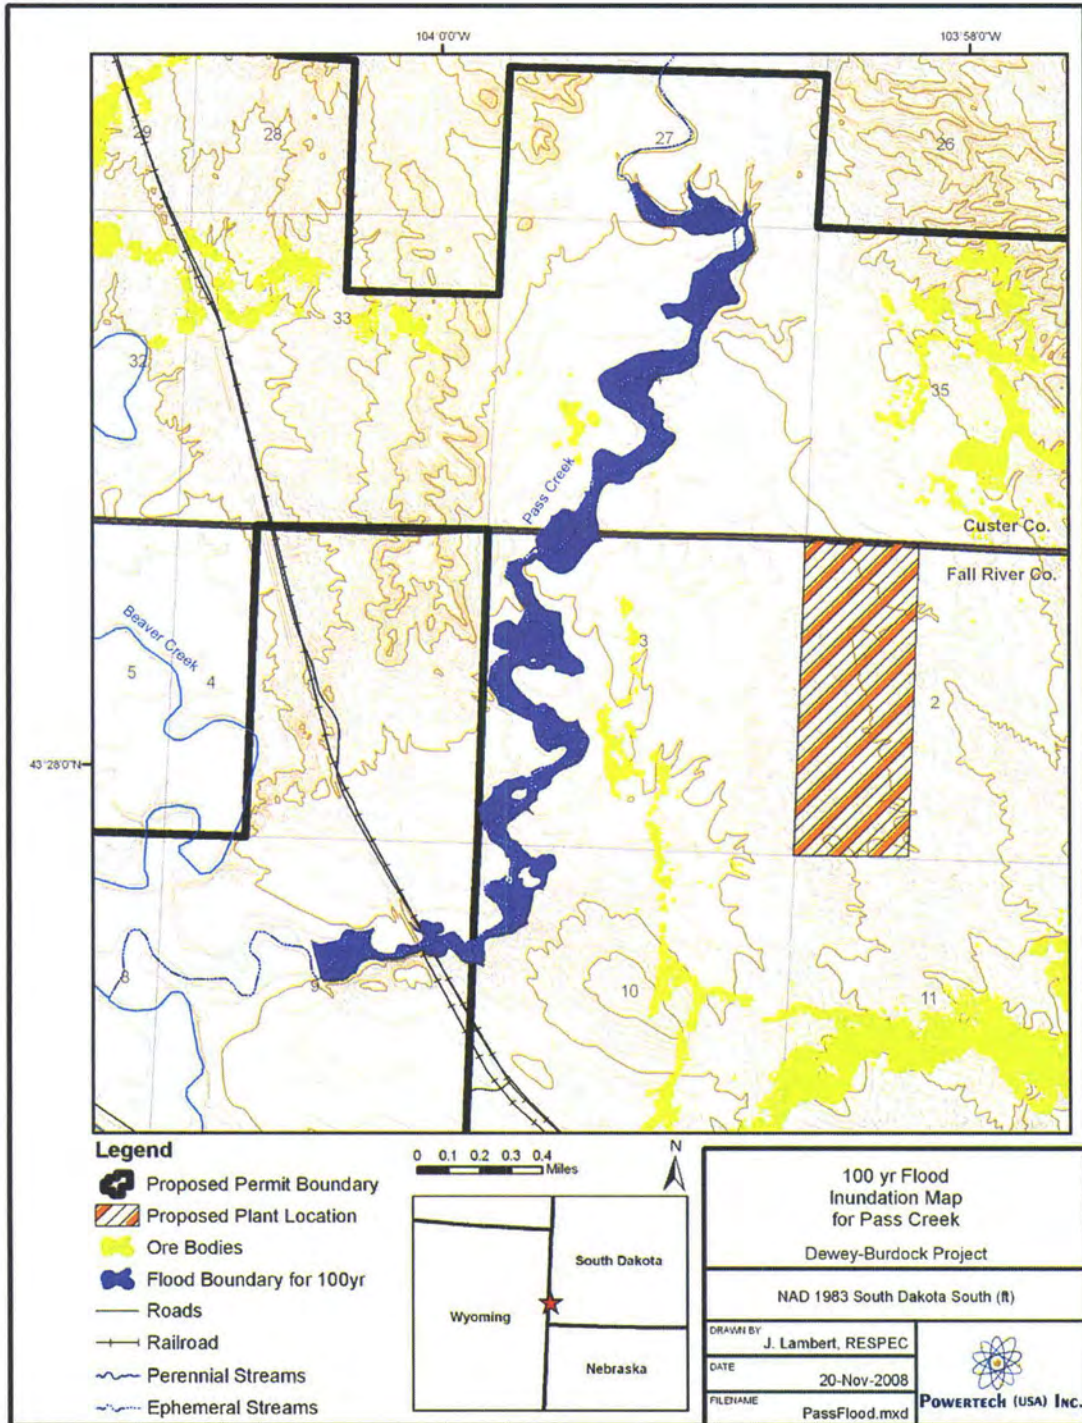 104°0'0"W
103°58'0"W
29
28
27
26
33
32
35
Pass Creek
Custer Co.
Fall River Co.
Beaver Creek
5
4
3
2
43°28'0"N
8
9
10
11
Legend
Proposed Permit Boundary
Proposed Plant Location
Ore Bodies
Flood Boundary for 100yr
Roads
Railroad
Perennial Streams
Ephemeral Streams
0 0.1 0.2 0.3 0.4
Miles
N
South Dakota
Wyoming
Nebraska
100 yr Flood
Inundation Map
for Pass Creek
Dewey-Burdock Project
NAD 1983 South Dakota South (ft)
DRAWN BY
J. Lambert, RESPEC
DATE
20-Nov-2008
FILENAME
PassFlood.mxd
POWERTECH (USA) INC.